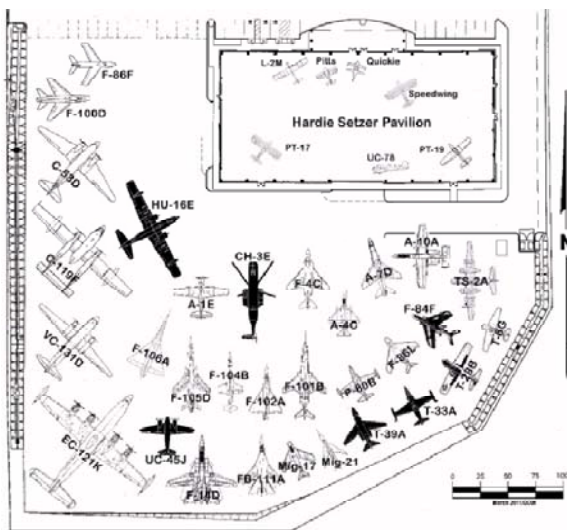 L-2M
Pitts
Quickie
F-86F
Speedwing
F-100D
Hardie Setzer Pavilion
PT-17
PT-19
UC-78
HU-16E
A-10A
C-119F
CH-3E
F-4C
A-7D
TS-2A
A-1E
F-84F
A-4C
T-6G
VC-131D
F-106A
F-86L
F-104B
F-101B
T-28B
F-105D
P-80B
F-102A
T-33A
EC-121K
T-39A
UC-45J
Mig-17
Mig-21
FB-111A
F-14D
N
0
25
50
75
100